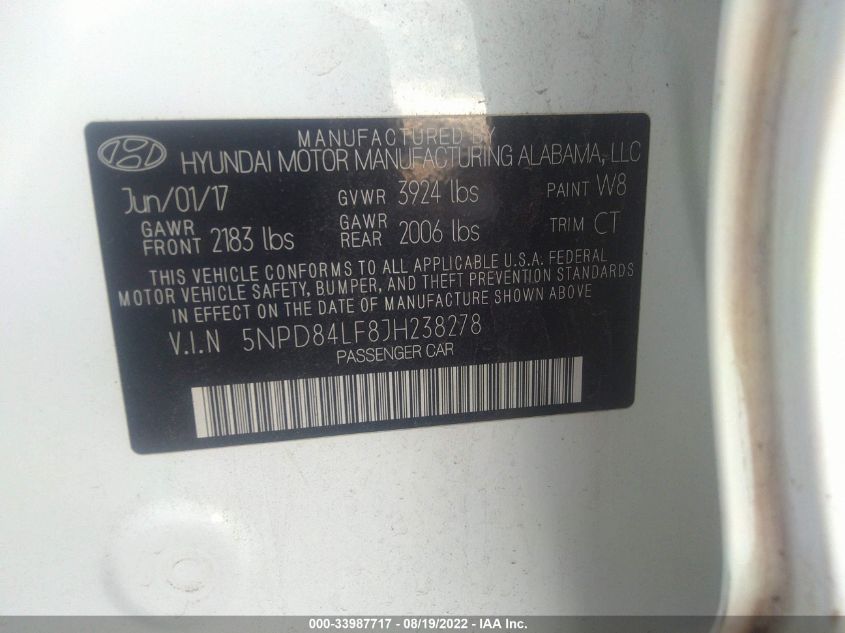 MANUFACTURED BY
HYUNDAI MOTOR MANUFACTURING ALABAMA, LLC
Jun/01/17 GVWR 3924 lbs PAINT W8
GAWR FRONT 2183 lbs GAWR REAR 2006 lbs TRIM CT
THIS VEHICLE CONFORMS TO ALL APPLICABLE U.S.A. FEDERAL
MOTOR VEHICLE SAFETY, BUMPER, AND THEFT PREVENTION STANDARDS
IN EFFECT ON THE DATE OF MANUFACTURE SHOWN ABOVE
V.I.N 5NPD84LF8JH238278
PASSENGER CAR
000-33987717 - 08/19/2022 - IAA Inc.